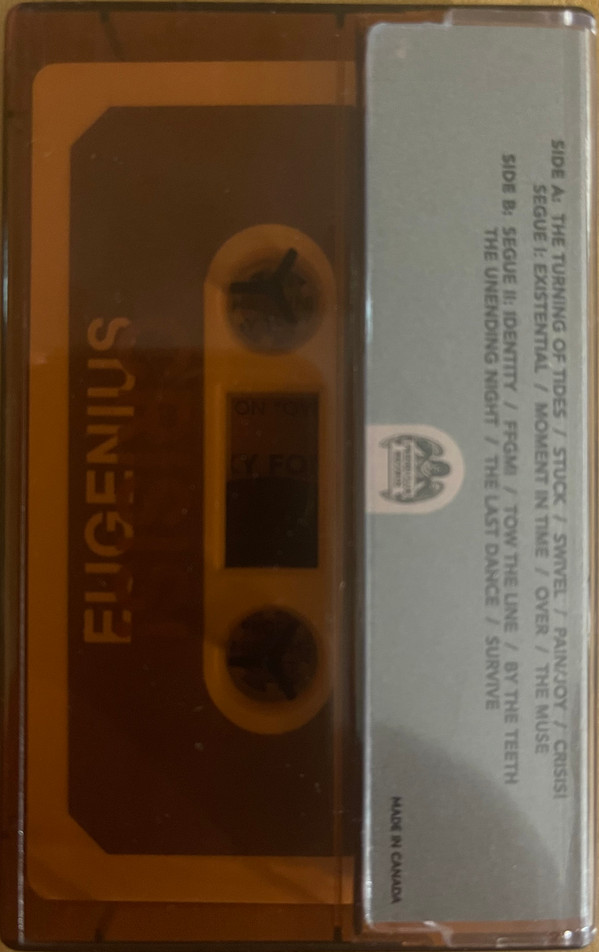 SIDE A: THE TURNING OF TIDES / STUCK / SWIVEL / PAIN/JOY / CRISIS!
SEGUE I: EXISTENTIAL / MOMENT IN TIME / OVER / THE MUSE
SIDE B: SEGUE II: IDENTITY / FFGMI / TOW THE LINE / BY THE TEETH
THE UNENDING NIGHT / THE LAST DANCE / SURVIVE
MADE IN CANADA
EUGENIUS